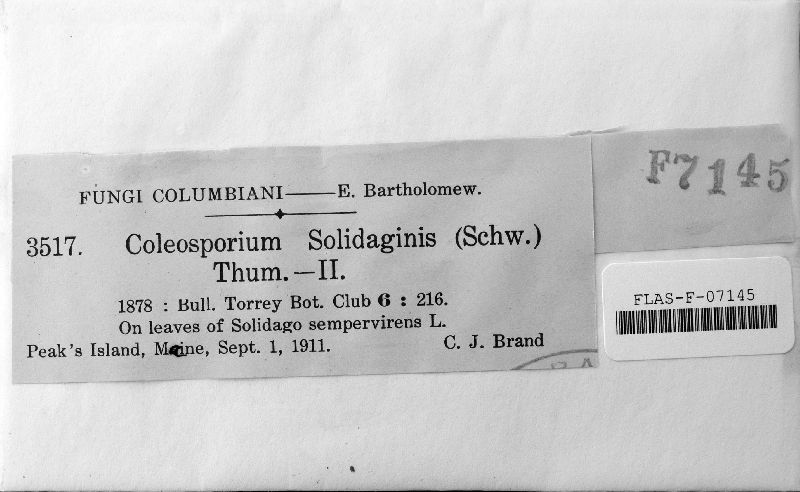 FUNGI COLUMBIANI——E. Bartholomew.
3517. Coleosporium Solidaginis (Schw.)
Thum.—II.
1878 : Bull. Torrey Bot. Club 6 : 216.
On leaves of Solidago sempervirens L.
Peak's Island, Maine, Sept. 1, 1911. C. J. Brand
F7145
FLAS-F-07145